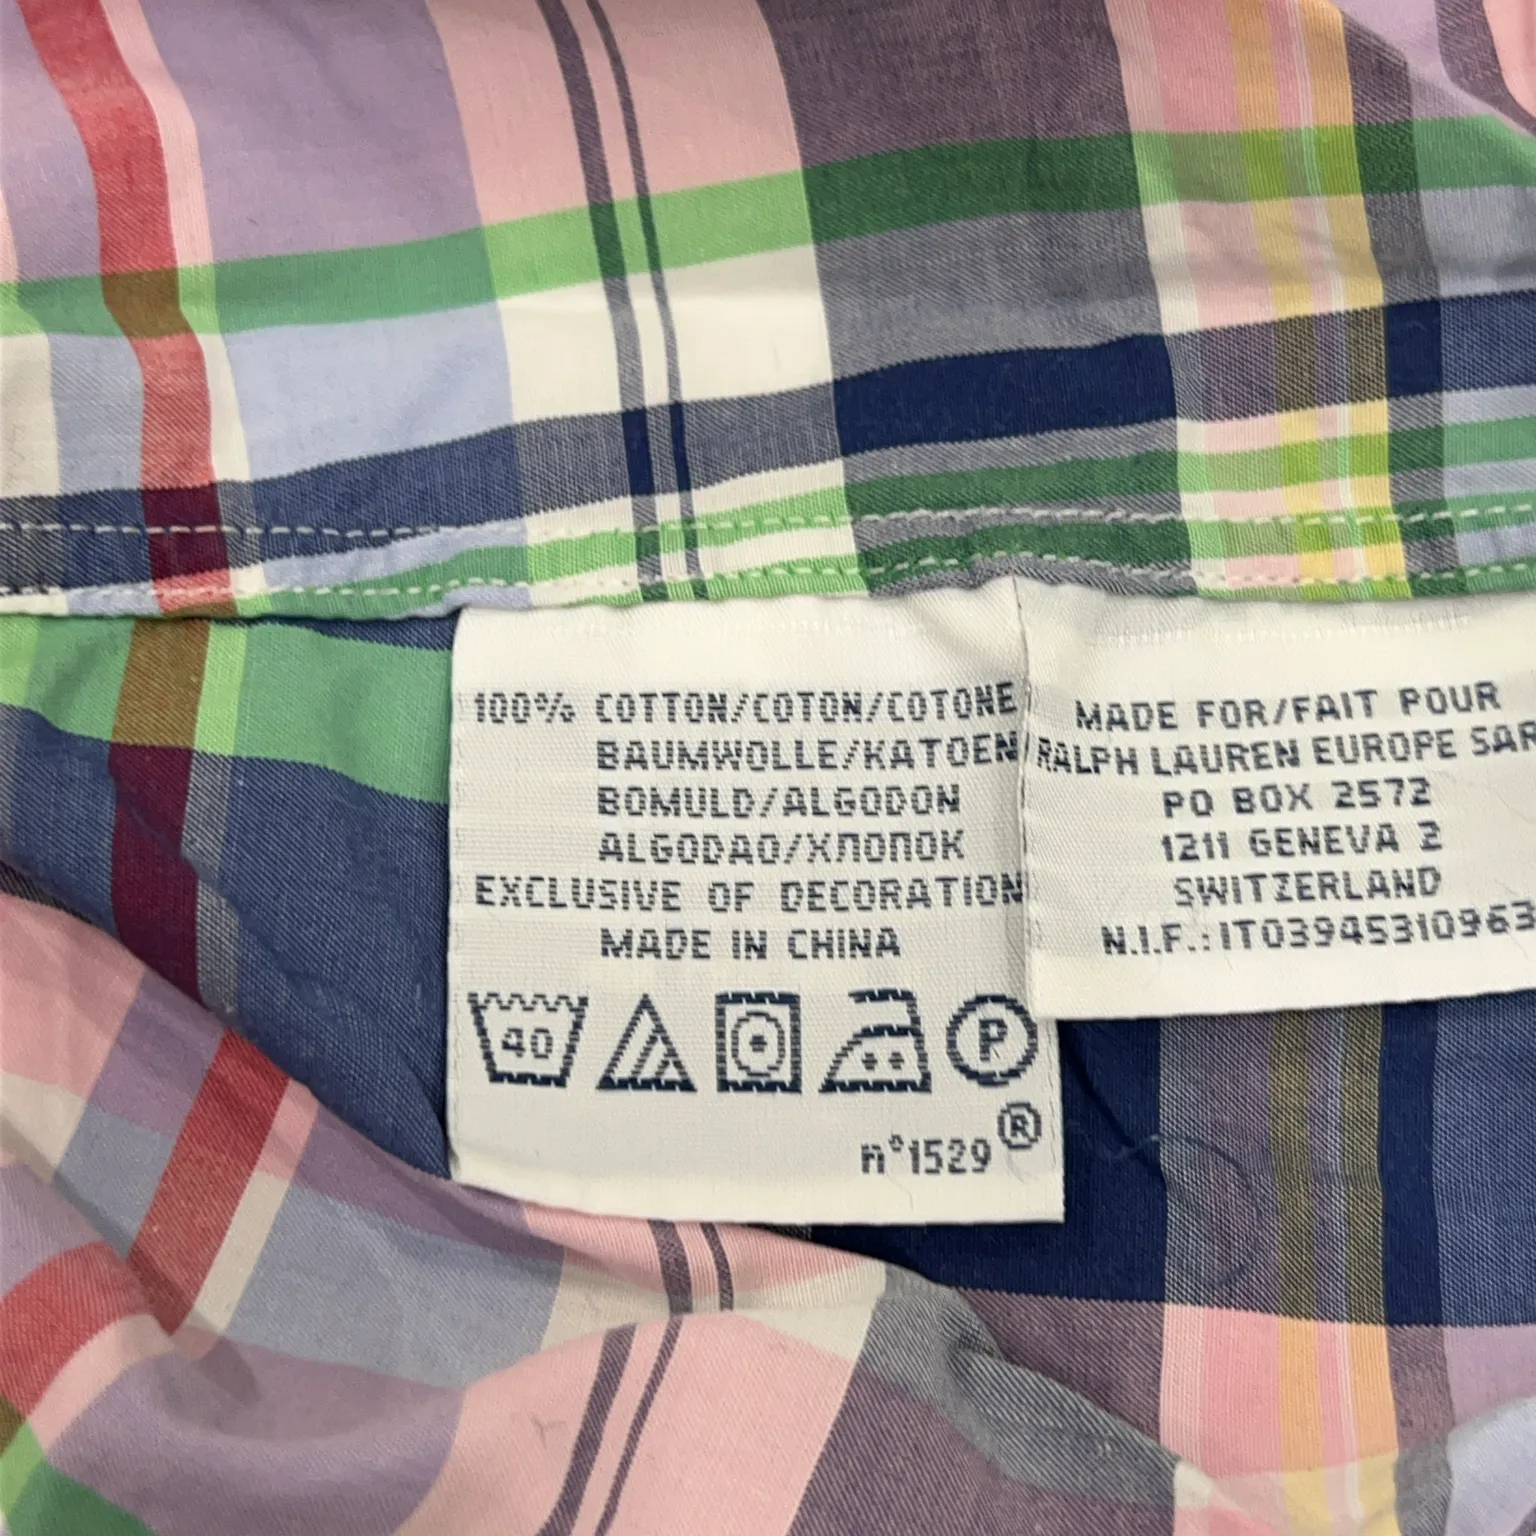 100% COTTON/COTON/COTONE
BAUMWOLLE/KATOEN/
BOMULD/ALGODON
ALGODAO/ХЛОПОК
EXCLUSIVE OF DECORATION
MADE IN CHINA
40
P
n°1529 ®
MADE FOR/FAIT POUR
RALPH LAUREN EUROPE SAR
PO BOX 2572
1211 GENEVA 2
SWITZERLAND
N.I.F.:IT03945310963